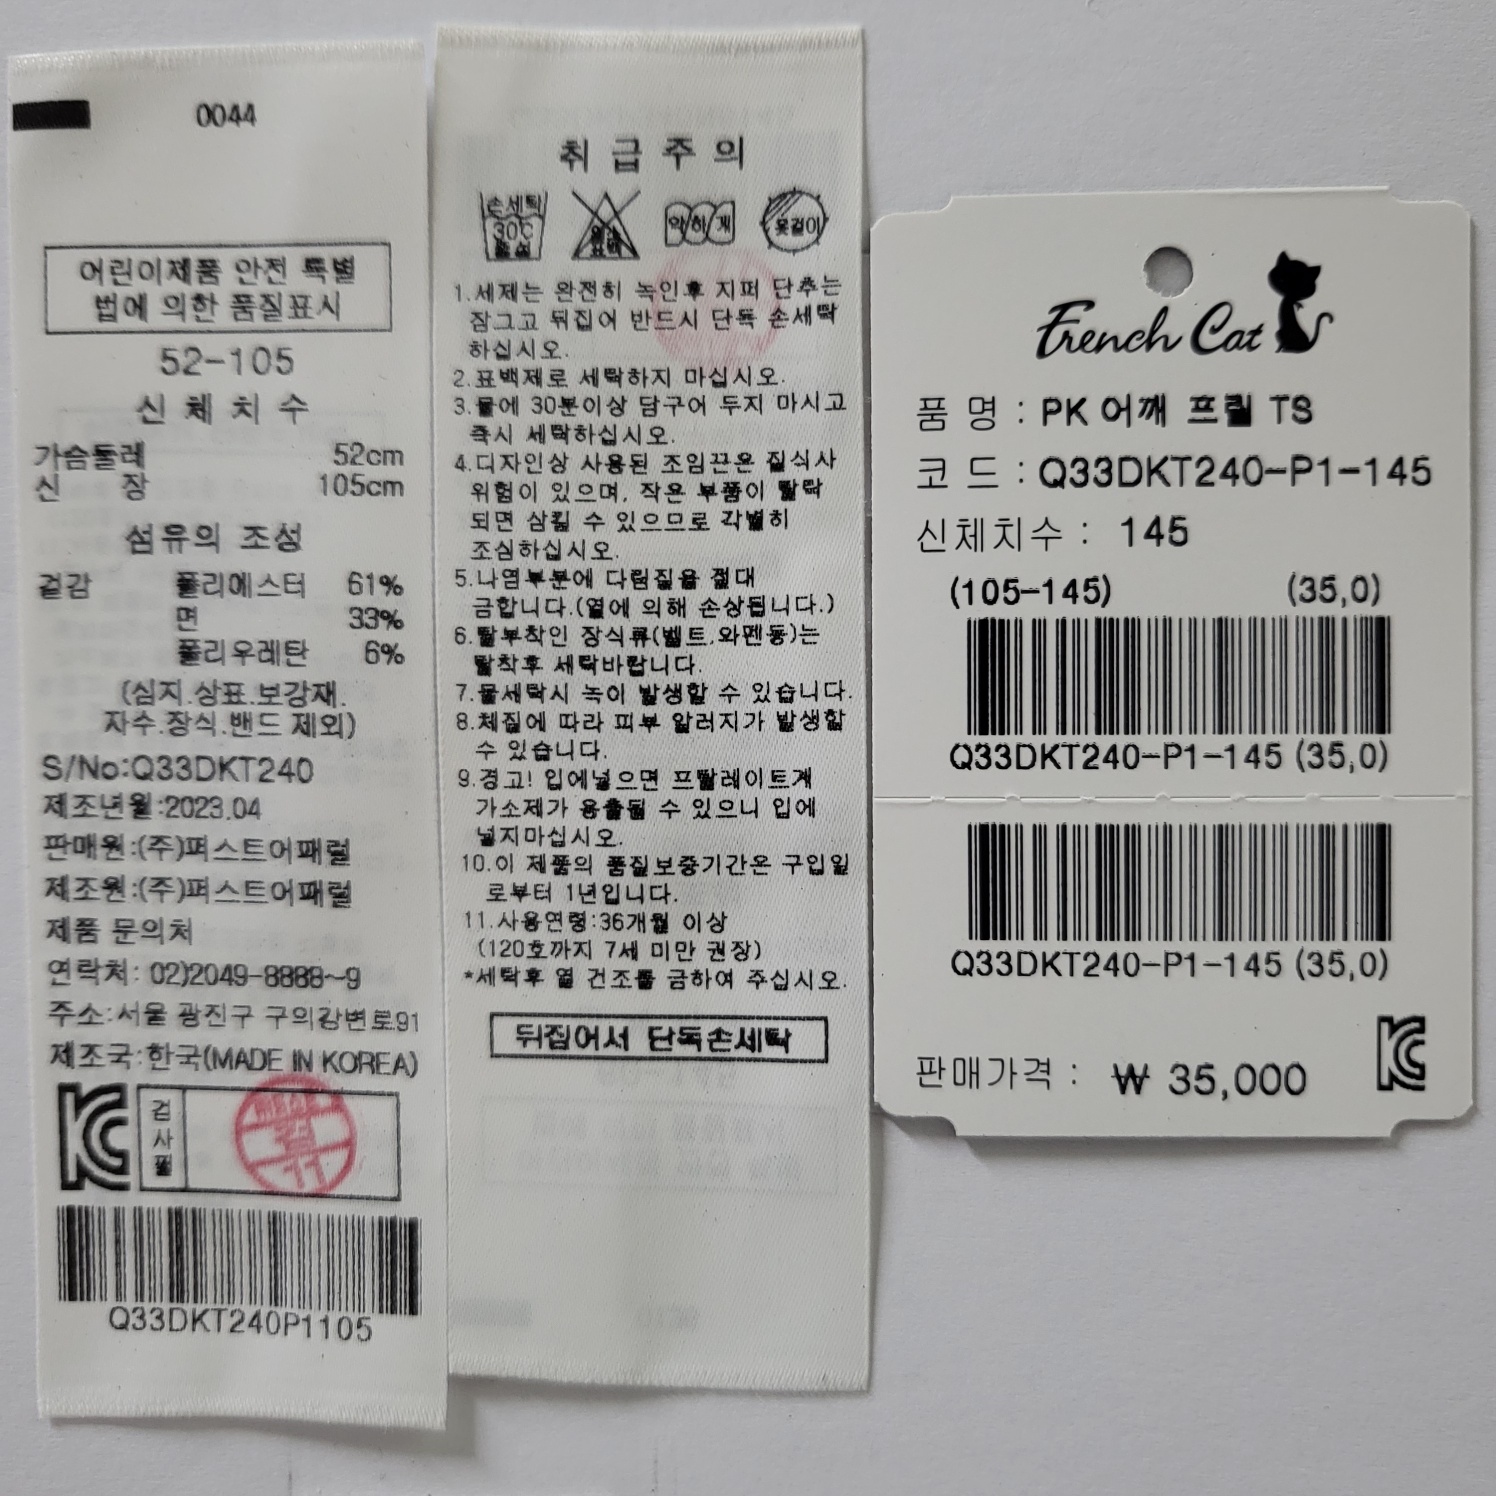 0044
어린이제품 안전 특별
법에 의한 품질표시
52-105
신 체 치 수
가슴둘레 52cm
신 장 105cm
섬유의 조성
겉감 폴리에스터 61%
면 33%
폴리우레탄 6%
(심지.상표.보강재.
자수.장식.밴드 제외)
S/No:Q33DKT240
제조년월:2023.04
판매원:(주)퍼스트어패럴
제조원:(주)퍼스트어패럴
제품 문의처
연락처: 02)2049-8888~9
주소:서울 광진구 구의강변로91
제조국:한국(MADE IN KOREA)
검사필
검
11
Q33DKT240P1105
취 급 주 의
손세탁
30℃
중성
염소
표백
약하게
옷걸이
1.세제는 완전히 녹인후 지퍼 단추는
잠그고 뒤집어 반드시 단독 손세탁
하십시오.
2.표백제로 세탁하지 마십시오.
3.물에 30분이상 담구어 두지 마시고
즉시 세탁하십시오.
4.디자인상 사용된 조임끈은 질식사
위험이 있으며, 작은 부품이 탈락
되면 삼킬 수 있으므로 각별히
조심하십시오.
5.나염부분에 다림질을 절대
금합니다.(열에 의해 손상됩니다.)
6.탈부착인 장식류(벨트,와펜등)는
탈착후 세탁바랍니다.
7.물세탁시 녹이 발생할 수 있습니다.
8.체질에 따라 피부 알러지가 발생할
수 있습니다.
9.경고! 입에넣으면 프탈레이트계
가소제가 용출될 수 있으니 입에
넣지마십시오.
10.이 제품의 품질보증기간은 구입일
로부터 1년입니다.
11.사용연령:36개월 이상
(120호까지 7세 미만 권장)
*세탁후 열 건조를 금하여 주십시오.
뒤집어서 단독손세탁
French Cat
품 명 : PK 어깨 프릴 TS
코 드 : Q33DKT240-P1-145
신체치수 : 145
(105-145) (35,0)
Q33DKT240-P1-145 (35,0)
Q33DKT240-P1-145 (35,0)
판매가격 : ₩ 35,000